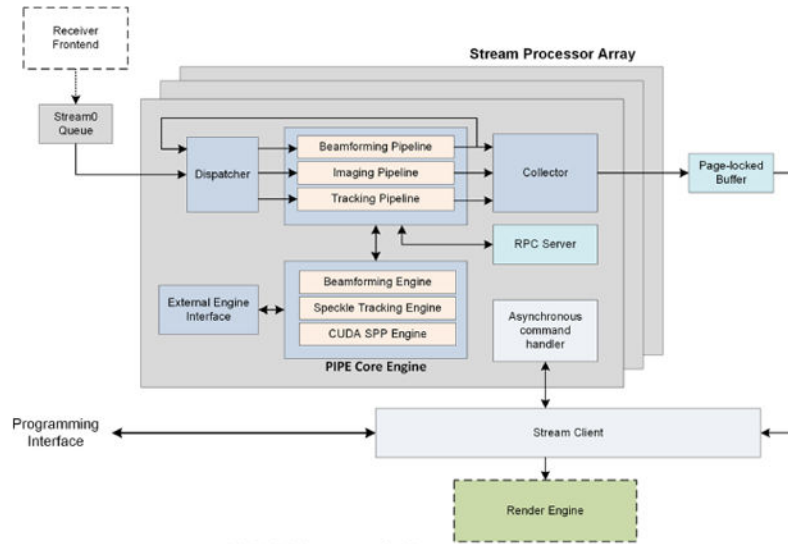 Receiver
Frontend
Stream Processor Array
Stream0
Queue
Dispatcher
Beamforming Pipeline
Imaging Pipeline
Tracking Pipeline
Collector
Page-locked
Buffer
RPC Server
External Engine
Interface
Beamforming Engine
Speckle Tracking Engine
CUDA SPP Engine
PIPE Core Engine
Asynchronous
command
handler
Programming
Interface
Stream Client
Render Engine